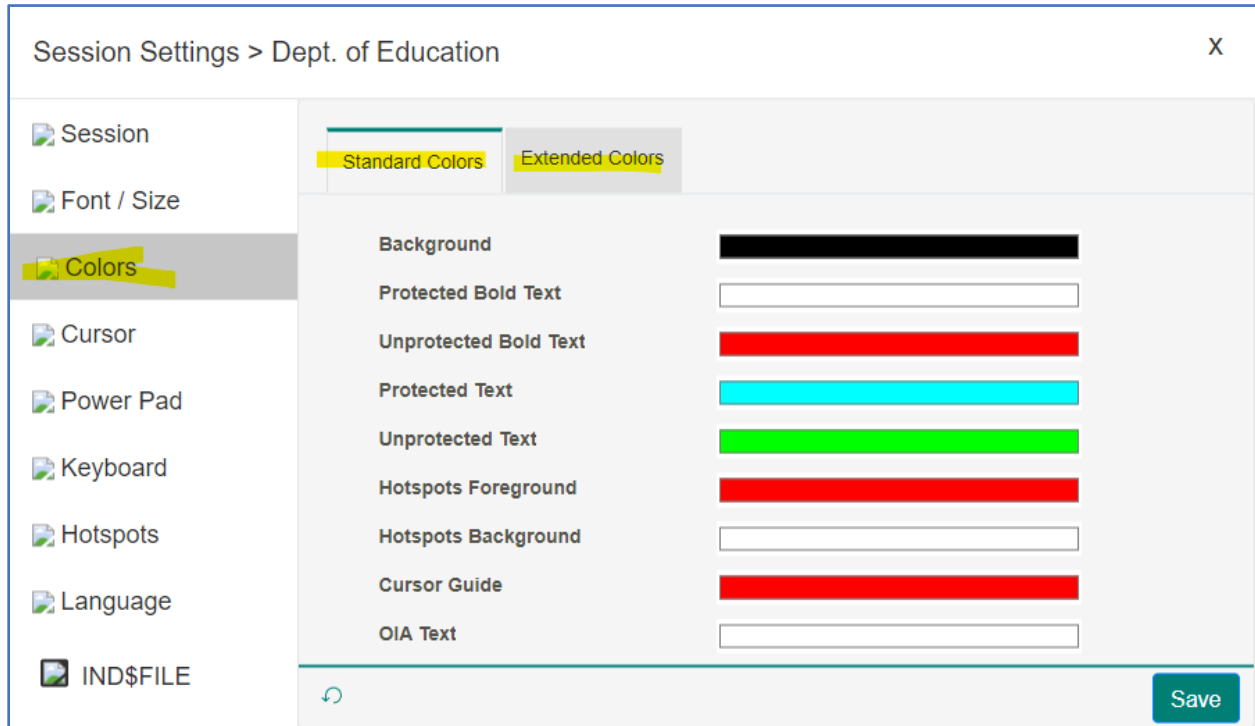 Session Settings > Dept. of Education
X
Session
Font / Size
Colors
Cursor
Power Pad
Keyboard
Hotspots
Language
IND$FILE
Standard Colors
Extended Colors
Background
Protected Bold Text
Unprotected Bold Text
Protected Text
Unprotected Text
Hotspots Foreground
Hotspots Background
Cursor Guide
OIA Text
Save